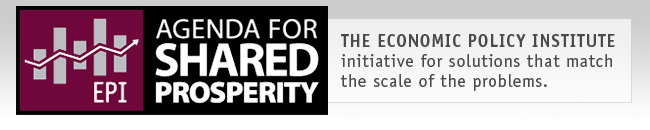 EPI
AGENDA FOR
SHARED
PROSPERITY
THE ECONOMIC POLICY INSTITUTE
initiative for solutions that match
the scale of the problems.